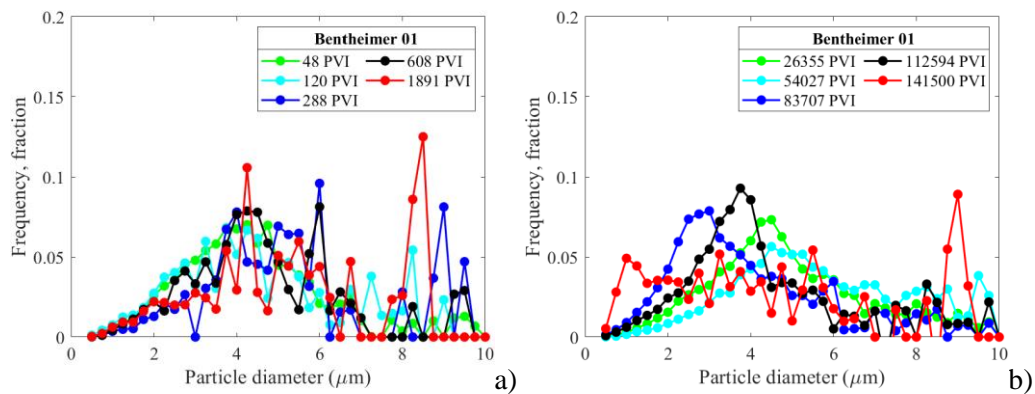 Bentheimer 01
48 PVI 608 PVI
120 PVI 1891 PVI
288 PVI
Frequency, fraction
0.2
0.15
0.1
0.05
0
0 2 4 6 8 10
Particle diameter (μm)
a)
Bentheimer 01
26355 PVI 112594 PVI
54027 PVI 141500 PVI
83707 PVI
Frequency, fraction
0.2
0.15
0.1
0.05
0
0 2 4 6 8 10
Particle diameter (μm)
b)